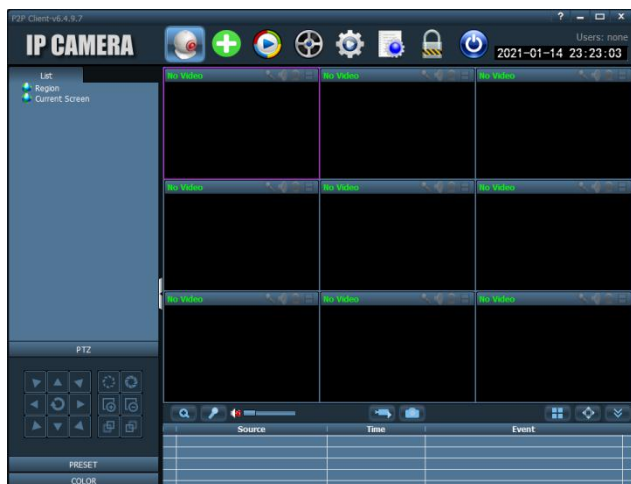 P2P Client-v6.4.9.7
?
IP CAMERA
Users: none
2021-01-14 23:23:03
List
Region
Current Screen
No Video
No Video
No Video
No Video
No Video
No Video
No Video
No Video
No Video
PTZ
Source Time Event
PRESET
COLOR